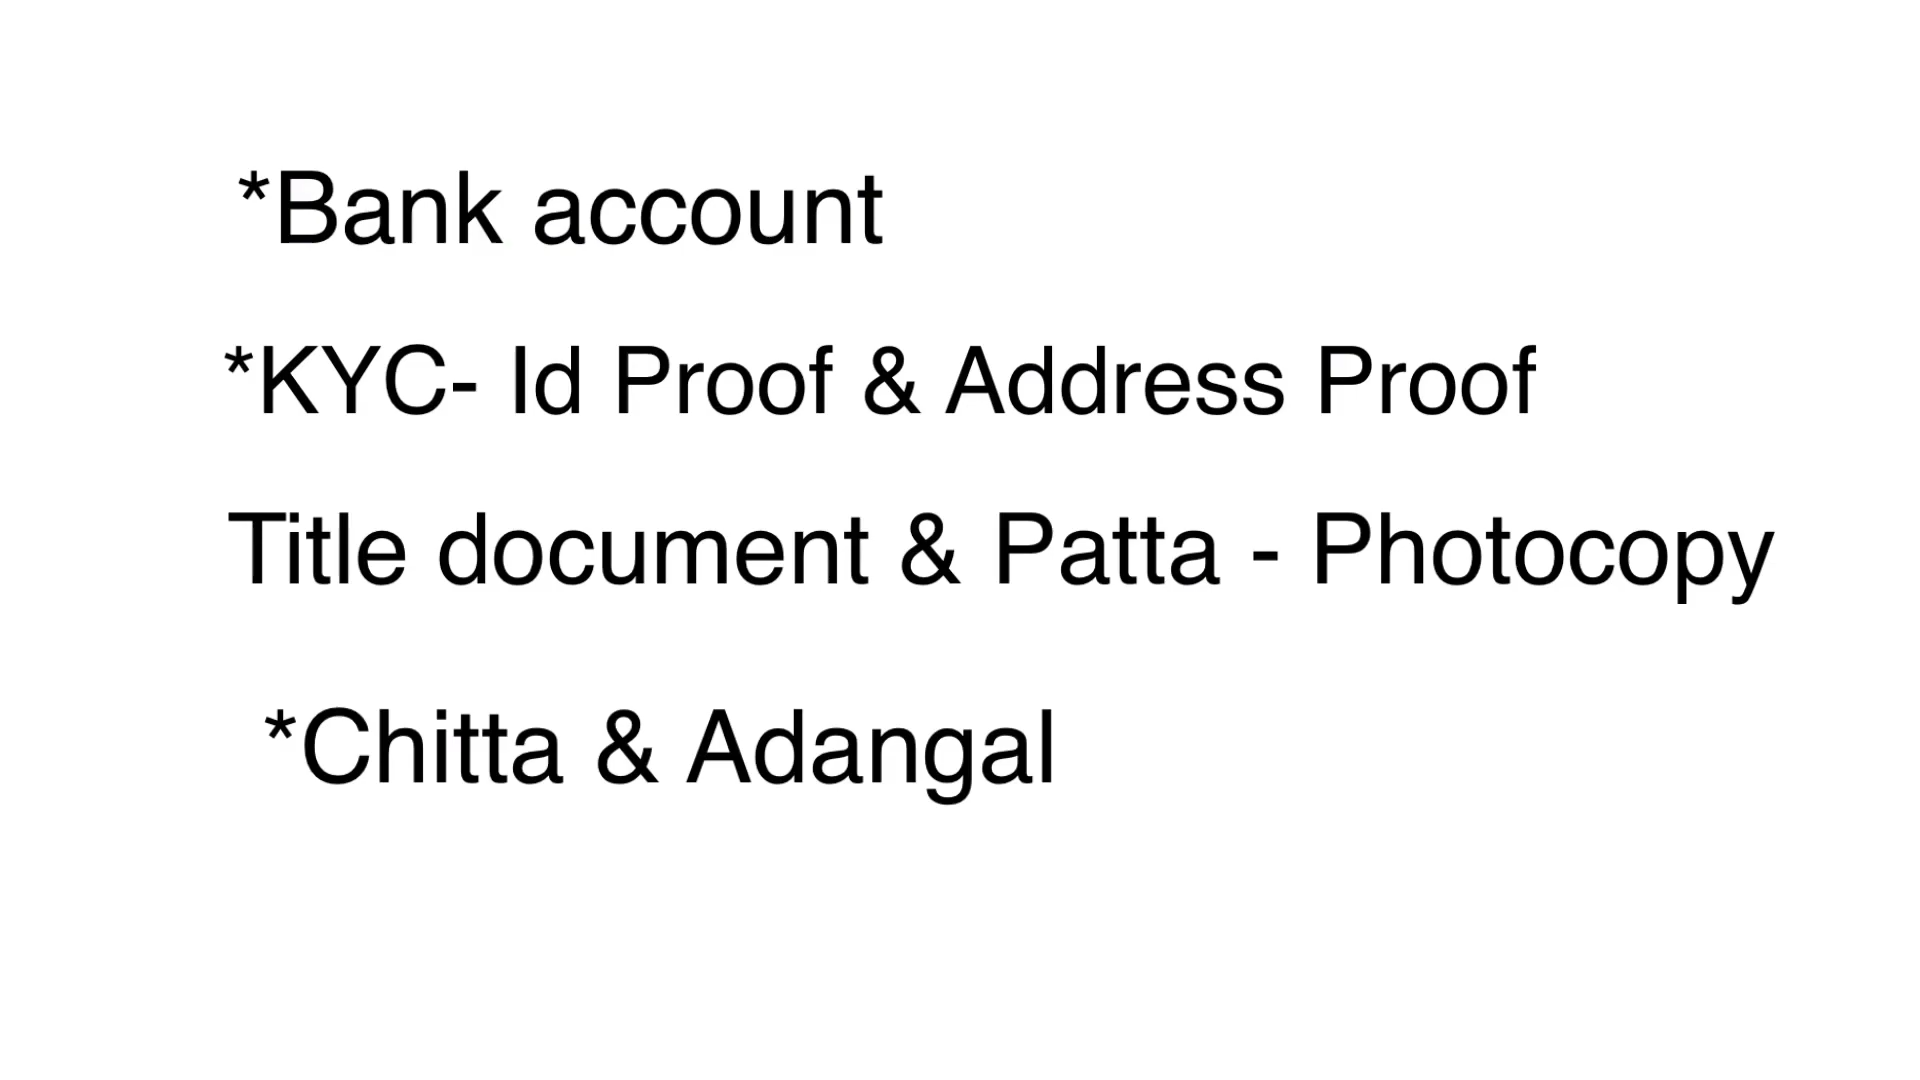 *Bank account
*KYC- Id Proof & Address Proof
Title document & Patta - Photocopy
*Chitta & Adangal